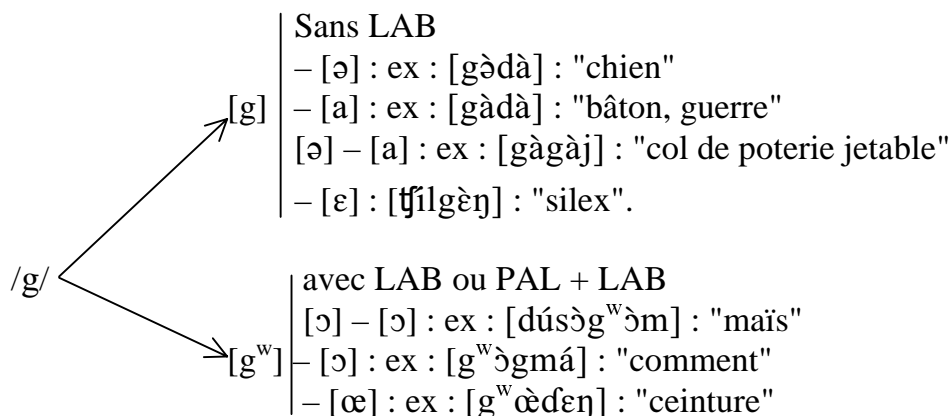 Sans LAB
– [ə] : ex : [gə̀dà] : "chien"
– [a] : ex : [gàdà] : "bâton, guerre"
[g]
[ə] – [a] : ex : [gàgàj] : "col de poterie jetable"
– [ɛ] : [ʧílgɛ̀ŋ] : "silex".
/g/
avec LAB ou PAL + LAB
[ɔ] – [ɔ] : ex : [dúsɔ̀gʷɔ̀m] : "maïs"
[gʷ] – [ɔ] : ex : [gʷɔ̀gmá] : "comment"
– [œ] : ex : [gʷœ̀ɗɛŋ] : "ceinture"